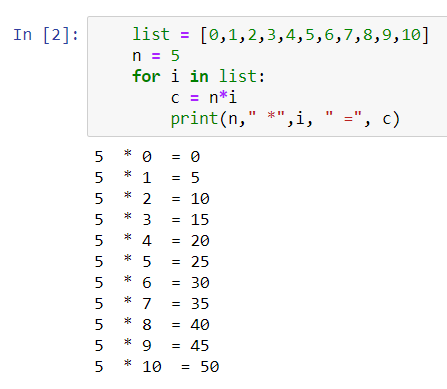 In [2]: list = [0,1,2,3,4,5,6,7,8,9,10]
n = 5
for i in list:
    c = n*i
    print(n," *",i, " =", c)
5  * 0  = 0
5  * 1  = 5
5  * 2  = 10
5  * 3  = 15
5  * 4  = 20
5  * 5  = 25
5  * 6  = 30
5  * 7  = 35
5  * 8  = 40
5  * 9  = 45
5  * 10  = 50